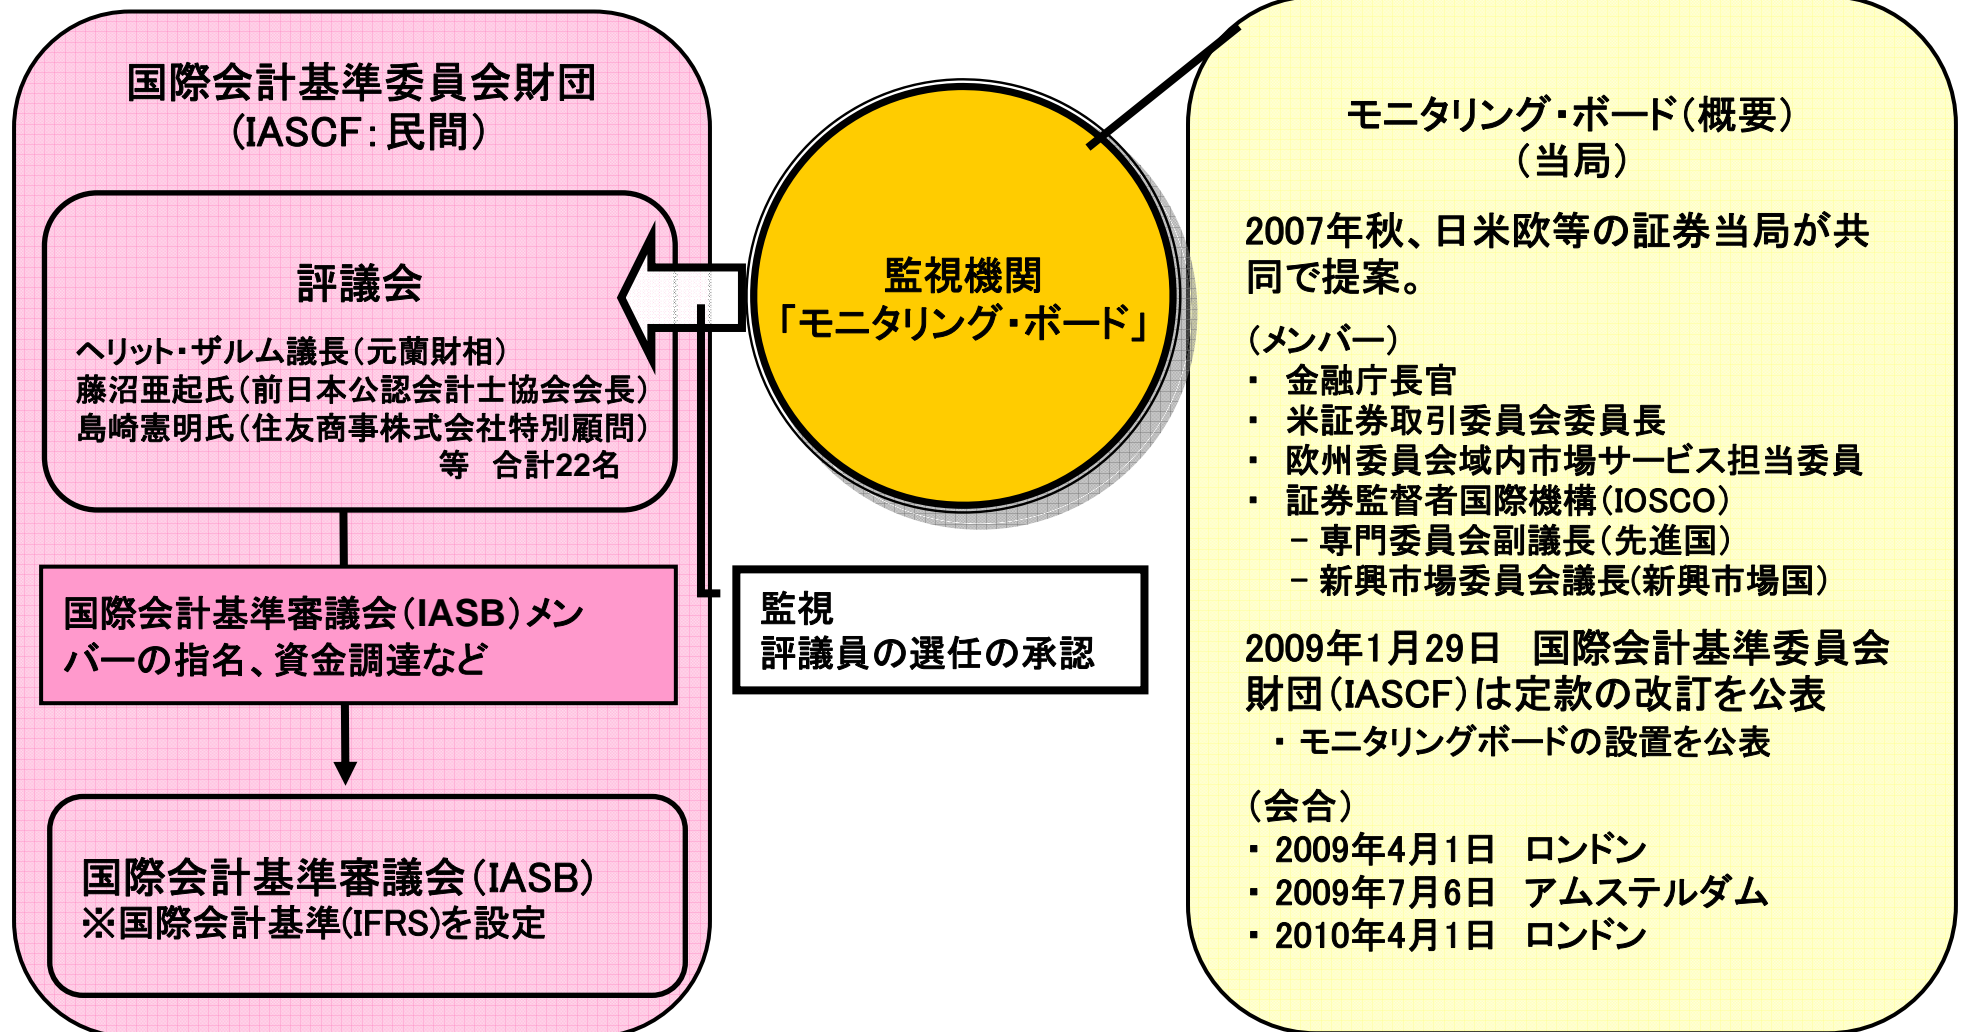 国際会計基準委員会財団
(IASCF：民間)
評議会
ヘリット・ザルム議長（元蘭財相）
藤沼亜起氏（前日本公認会計士協会会長）
島崎憲明氏（住友商事株式会社特別顧問）
等　合計22名
国際会計基準審議会（IASB）メン
バーの指名、資金調達など
国際会計基準審議会（IASB）
※国際会計基準(IFRS)を設定
監視機関
「モニタリング・ボード」
監視
評議員の選任の承認
モニタリング・ボード（概要）
（当局）
2007年秋、日米欧等の証券当局が共
同で提案。
（メンバー）
・ 金融庁長官
・ 米証券取引委員会委員長
・ 欧州委員会域内市場サービス担当委員
・ 証券監督者国際機構（IOSCO）
－専門委員会副議長（先進国）
－新興市場委員会議長(新興市場国）
2009年1月29日　国際会計基準委員会
財団（IASCF）は定款の改訂を公表
・モニタリングボードの設置を公表
（会合）
・2009年4月1日　ロンドン
・2009年7月6日　アムステルダム
・2010年4月1日　ロンドン